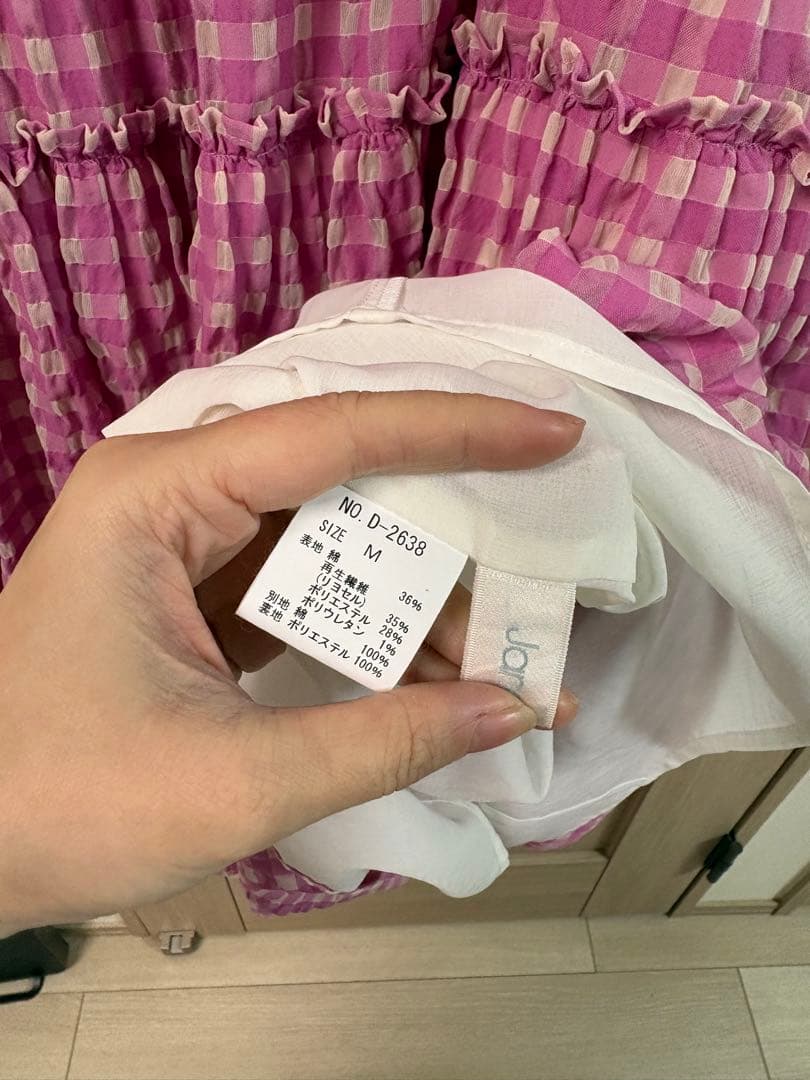 NO. D-2638
SIZE M
表地 綿 36%
再生繊維
(リヨセル) 35%
ポリエステル 28%
ポリウレタン 1%
別地 綿 100%
裏地 ポリエステル 100%